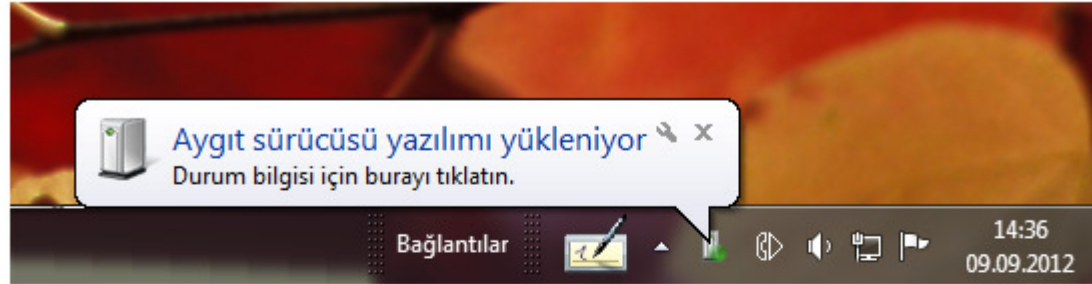 Aygıt sürücüsü yazılımı yükleniyor
Durum bilgisi için burayı tıklatın.
Bağlantılar
14:36
09.09.2012